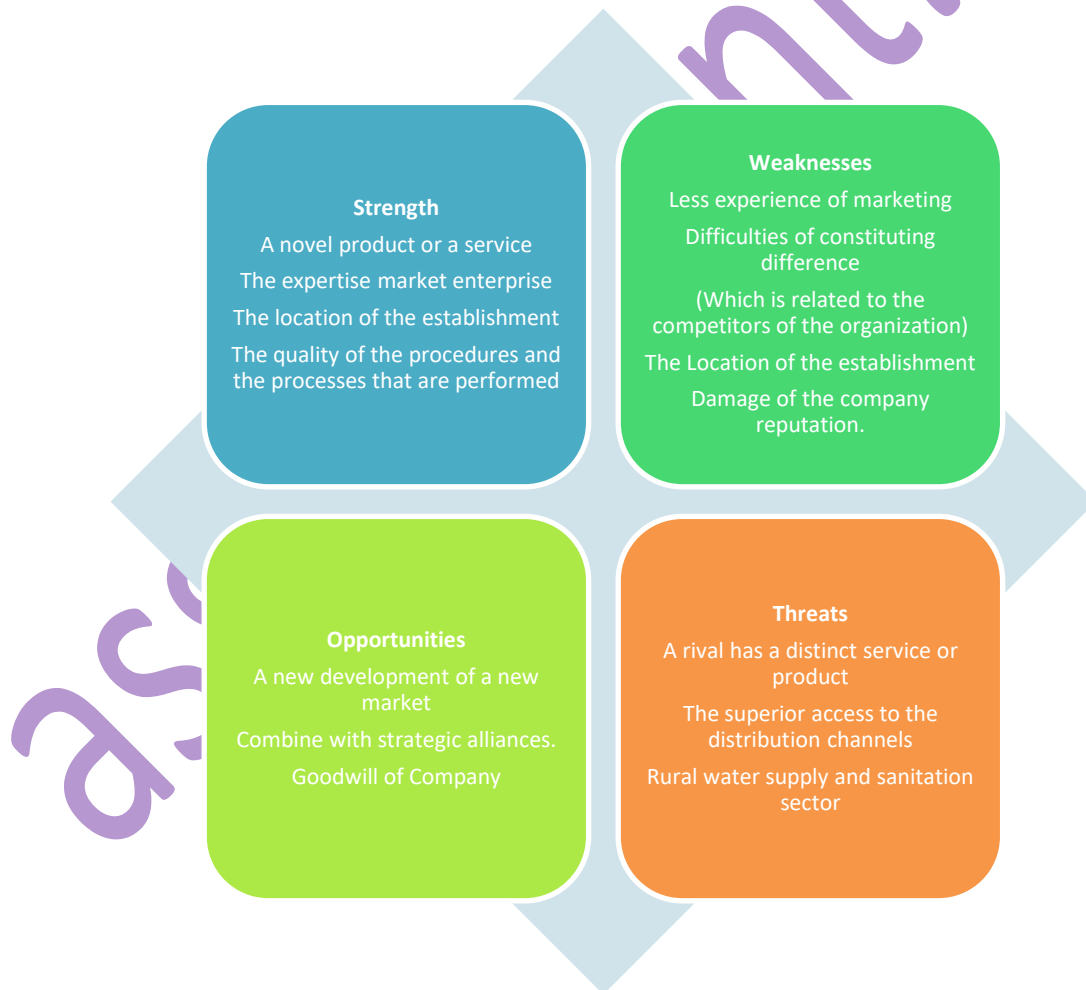 Strength
A novel product or a service
The expertise market enterprise
The location of the establishment
The quality of the procedures and
the processes that are performed
Weaknesses
Less experience of marketing
Difficulties of constituting
difference
(Which is related to the
competitors of the organization)
The Location of the establishment
Damage of the company
reputation.
Opportunities
A new development of a new
market
Combine with strategic alliances.
Goodwill of Company
Threats
A rival has a distinct service or
product
The superior access to the
distribution channels
Rural water supply and sanitation
sector